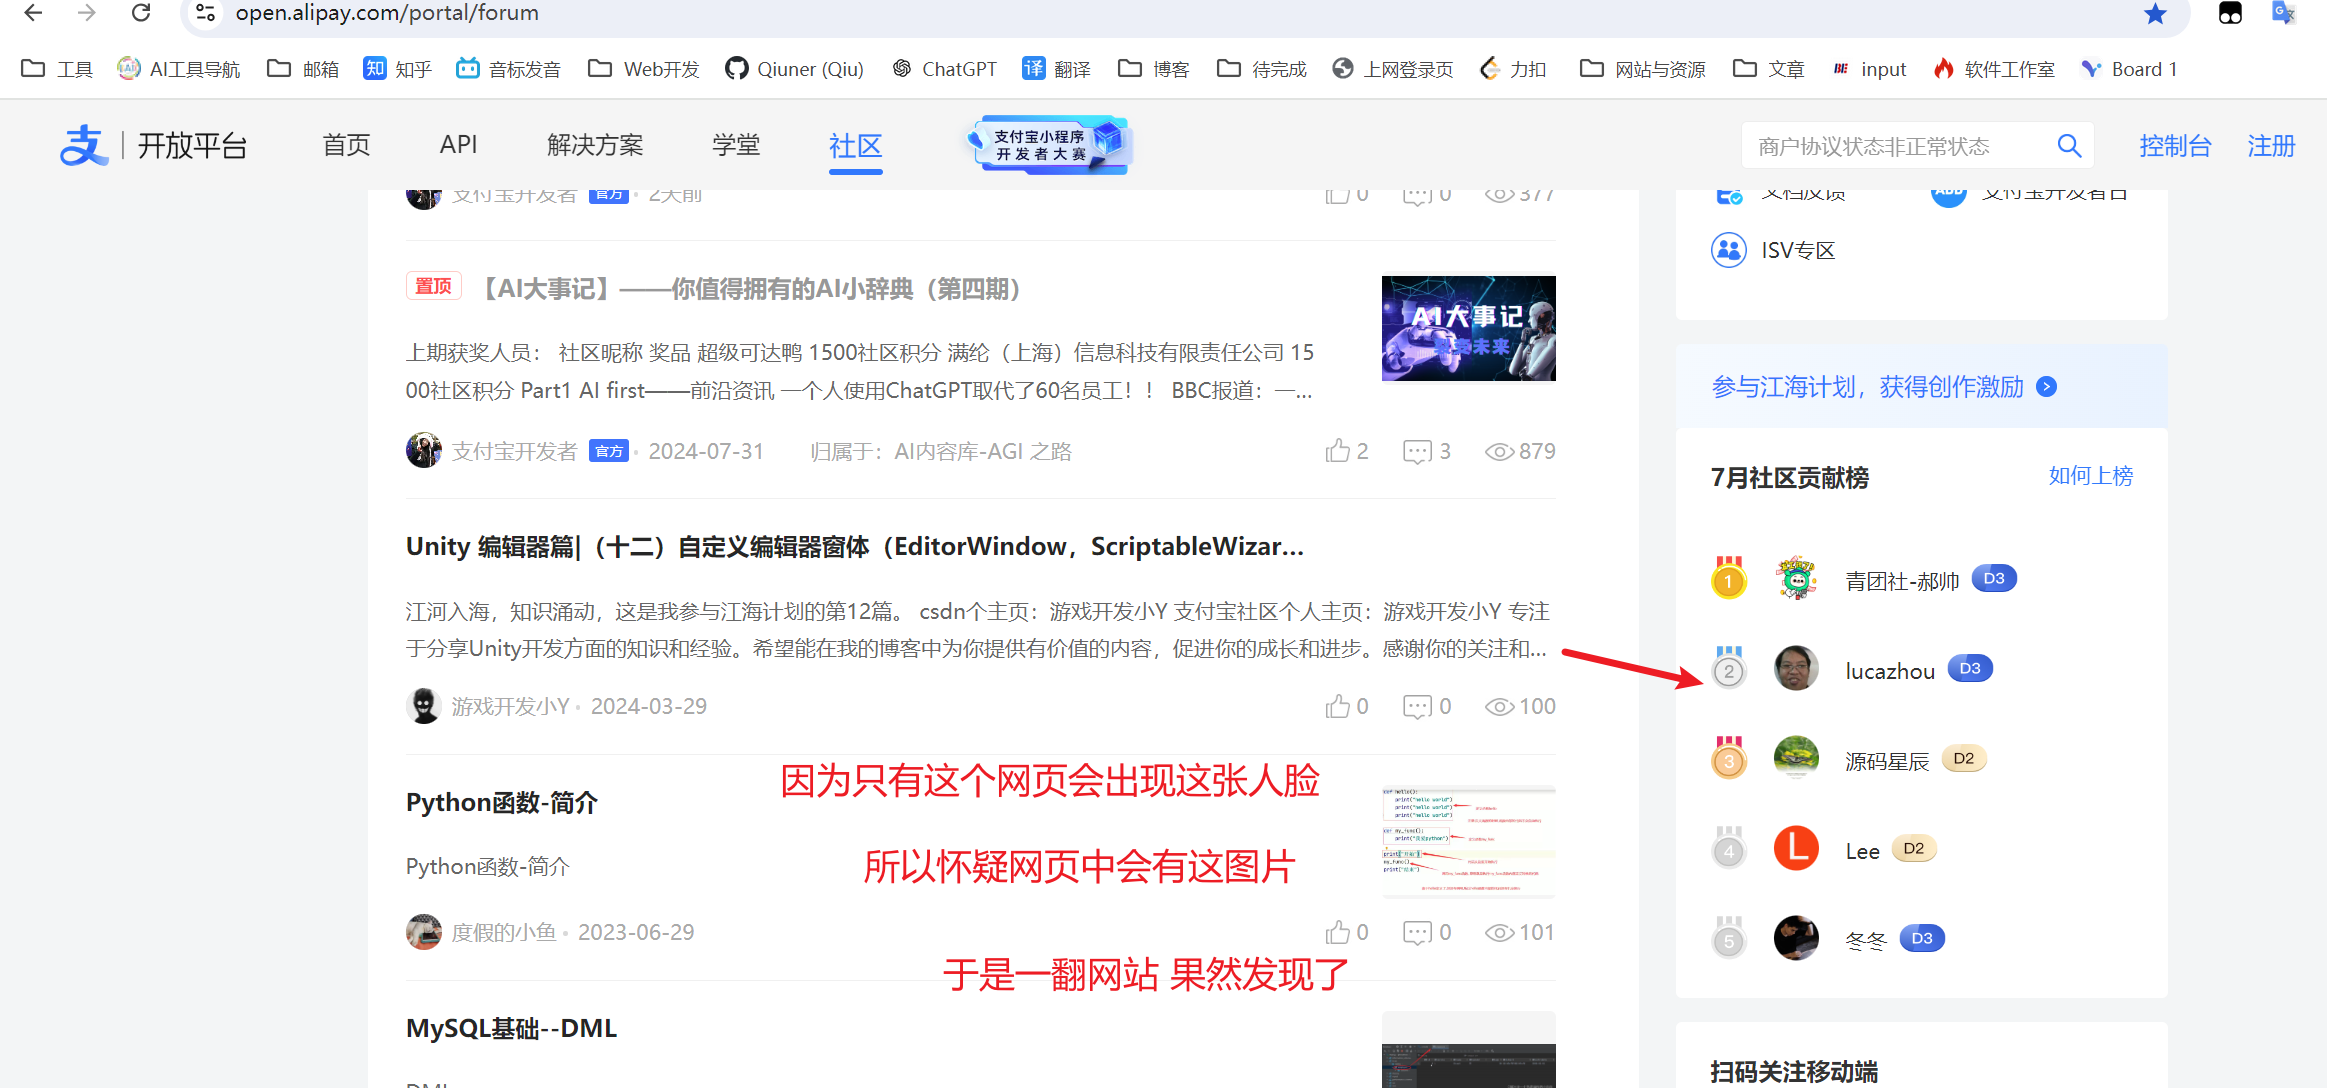 open.alipay.com/portal/forum
工具 AI工具导航 邮箱 知 知乎 音标发音 Web开发 Qiuner (Qiu) ChatGPT 译 翻译 博客 待完成 上网登录页 力扣 网站与资源 文章 input 软件工作室 Board 1
支 开放平台 首页 API 解决方案 学堂 社区 支付宝小程序 开发者大赛 商户协议状态非正常状态 控制台 注册
支付宝开发者 官方 · 2天前 0 0 377
置顶 【AI大事记】——你值得拥有的AI小辞典（第四期）
AI大事记
上期获奖人员： 社区昵称 奖品 超级可达鸭 1500社区积分 满纶（上海）信息科技有限责任公司 15
00社区积分 Part1 AI first——前沿资讯 一个人使用ChatGPT取代了60名员工！！ BBC报道：一...
支付宝开发者 官方 · 2024-07-31 归属于：AI内容库-AGI 之路 2 3 879
Unity 编辑器篇|（十二）自定义编辑器窗体（EditorWindow，ScriptableWizar...
江河入海，知识涌动，这是我参与江海计划的第12篇。 csdn个主页：游戏开发小Y 支付宝社区个人主页：游戏开发小Y 专注
于分享Unity开发方面的知识和经验。希望能在我的博客中为你提供有价值的内容，促进你的成长和进步。感谢你的关注和...
游戏开发小Y · 2024-03-29 0 0 100
因为只有这个网页会出现这张人脸
Python函数-简介
所以怀疑网页中会有这图片
Python函数-简介
度假的小鱼 · 2023-06-29 0 0 101
于是一翻网站 果然发现了
MySQL基础--DML
DML
文档反馈 支付宝开发者日
ISV专区
参与江海计划，获得创作激励
7月社区贡献榜 如何上榜
1 青团社-郝帅 D3
2 lucazhou D3
3 源码星辰 D2
4 L Lee D2
5 冬冬 D3
扫码关注移动端